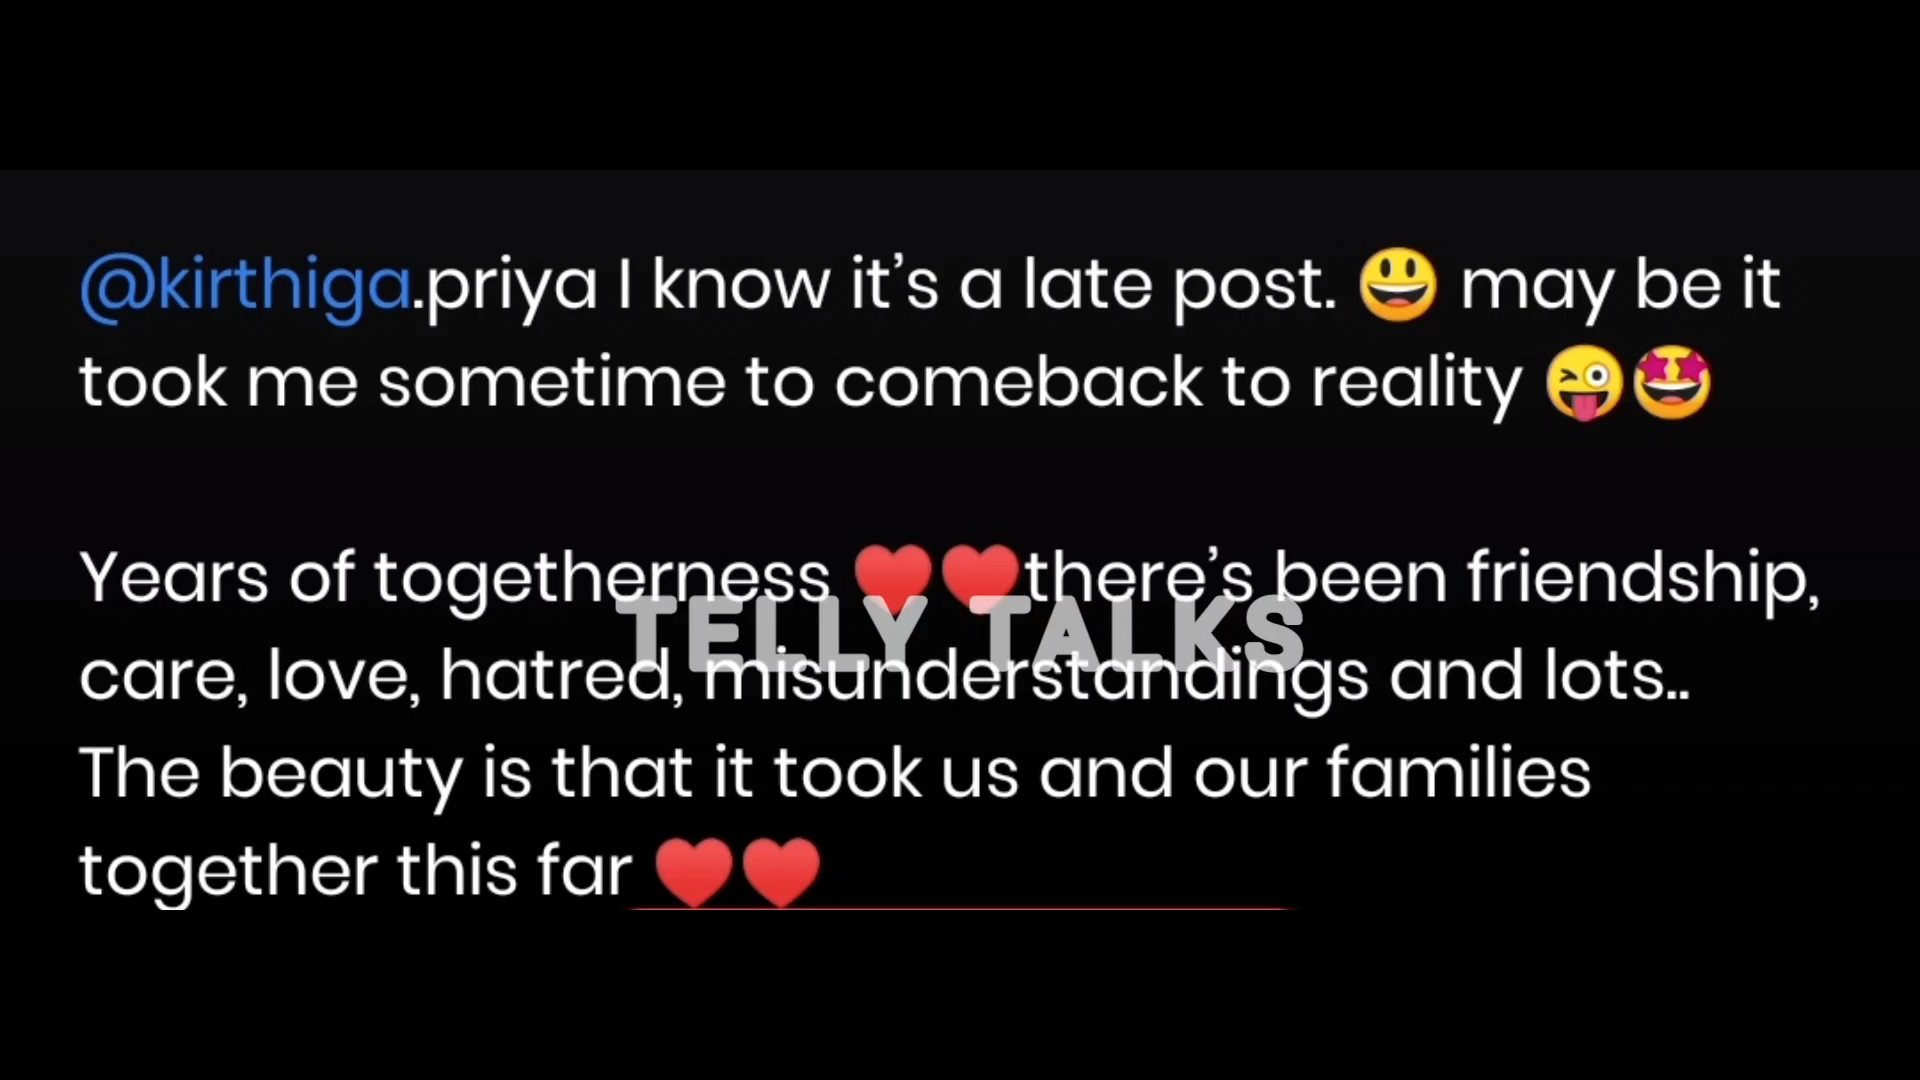 @kirthiga.priya I know it’s a late post. 😃 may be it
took me sometime to comeback to reality 😜🤩
Years of togetherness ♥️♥️there’s been friendship,
TELLY TALKS
care, love, hatred, misunderstandings and lots..
The beauty is that it took us and our families
together this far ♥️♥️